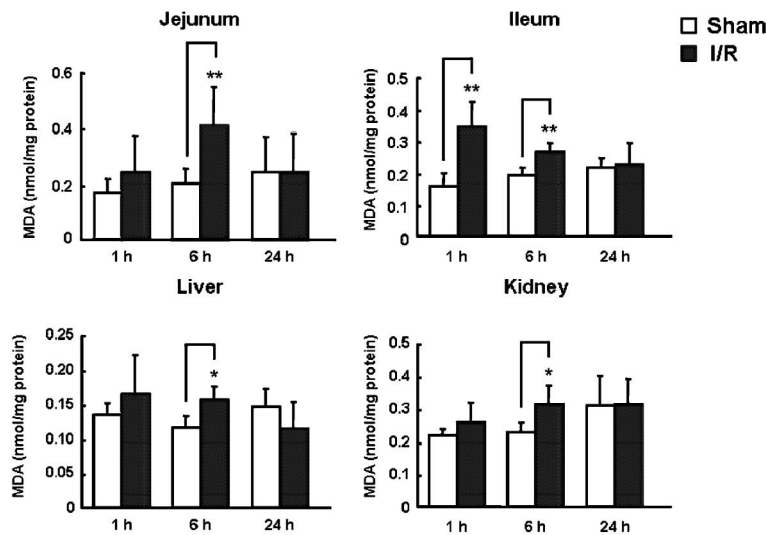 Jejunum
MDA (nmol/mg protein)
0.6
0.4
0.2
0
**
1 h
6 h
24 h
Ileum
MDA (nmol/mg protein)
0.5
0.4
0.3
0.2
0.1
0
**
**
1 h
6 h
24 h
Sham
I/R
Liver
MDA (nmol/mg protein)
0.25
0.20
0.15
0.10
0.05
0.00
*
1 h
6 h
24 h
Kidney
MDA (nmol/mg protein)
0.5
0.4
0.3
0.2
0.1
0
*
1 h
6 h
24 h